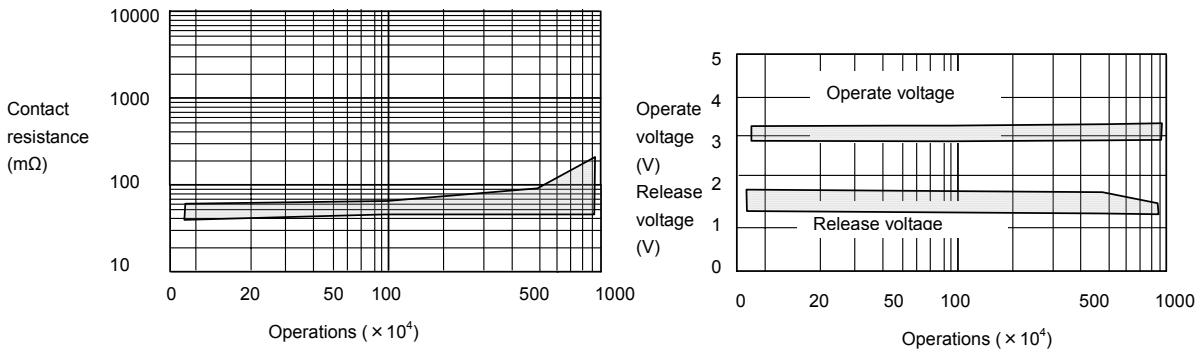 10000
1000
100
10
Contact
resistance
(mΩ)
0 20 50 100 500 1000
Operations (×10⁴)
5
4
3
2
1
0
Operate
voltage
(V)
Release
voltage
(V)
Operate voltage
Release voltage
0 20 50 100 500 1000
Operations (×10⁴)